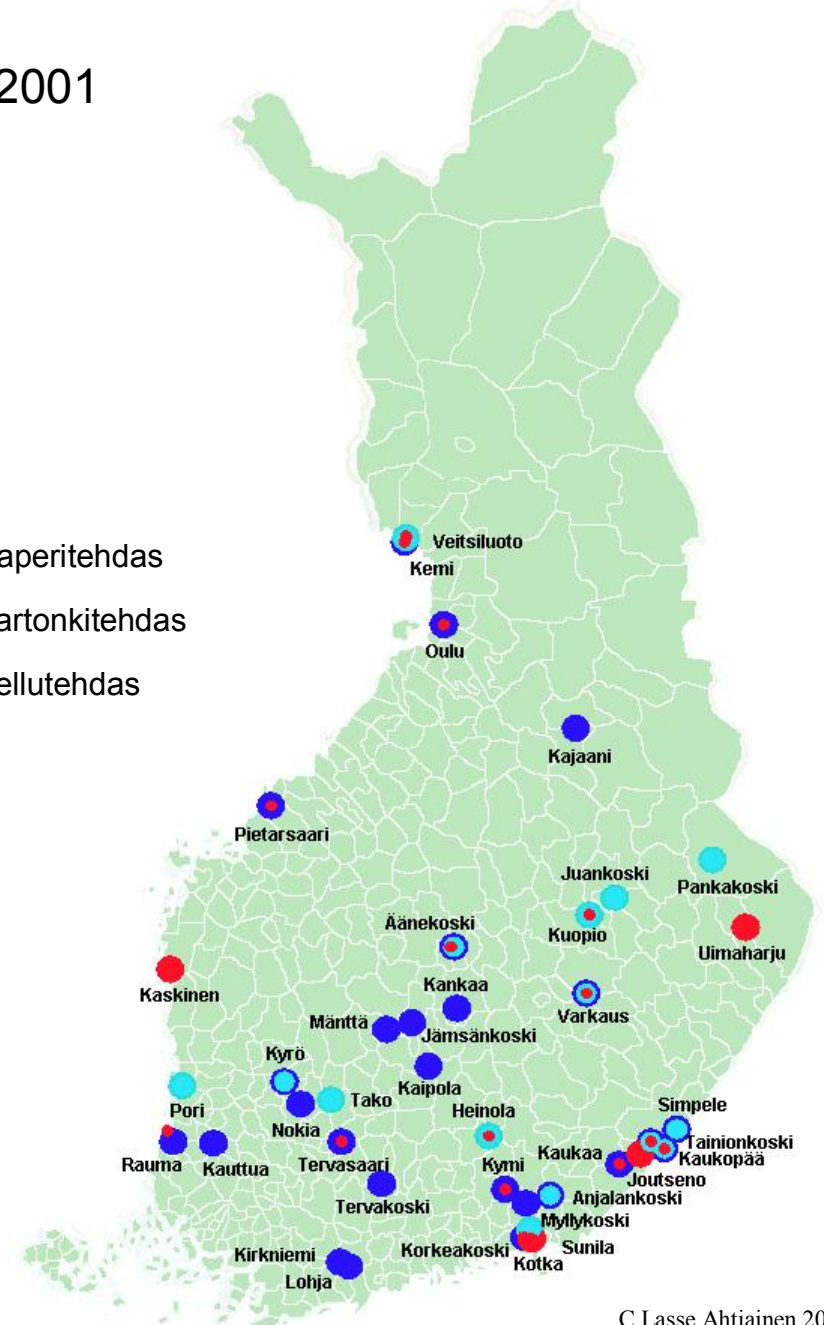 2001
aperitehdas
artonkitehdas
ellutehdas
Veitsiluoto
Kemi
Oulu
Kajaani
Pietarsaari
Juankoski
Pankakoski
Äänekoski
Kuopio
Uimaharju
Kaskinen
Kankaa
Varkaus
Mänttä
Jämsänkoski
Kyrö
Kaipola
Tako
Pori
Nokia
Heinola
Simpele
Rauma
Kauttua
Tervasaari
Kaukaa
Tainionkoski
Kaukopää
Kymi
Joutseno
Tervakoski
Anjalankoski
Myllykoski
Kirkniemi
Korkeakoski
Sunila
Lohja
Kotka
C Lasse Ahtiainen 20